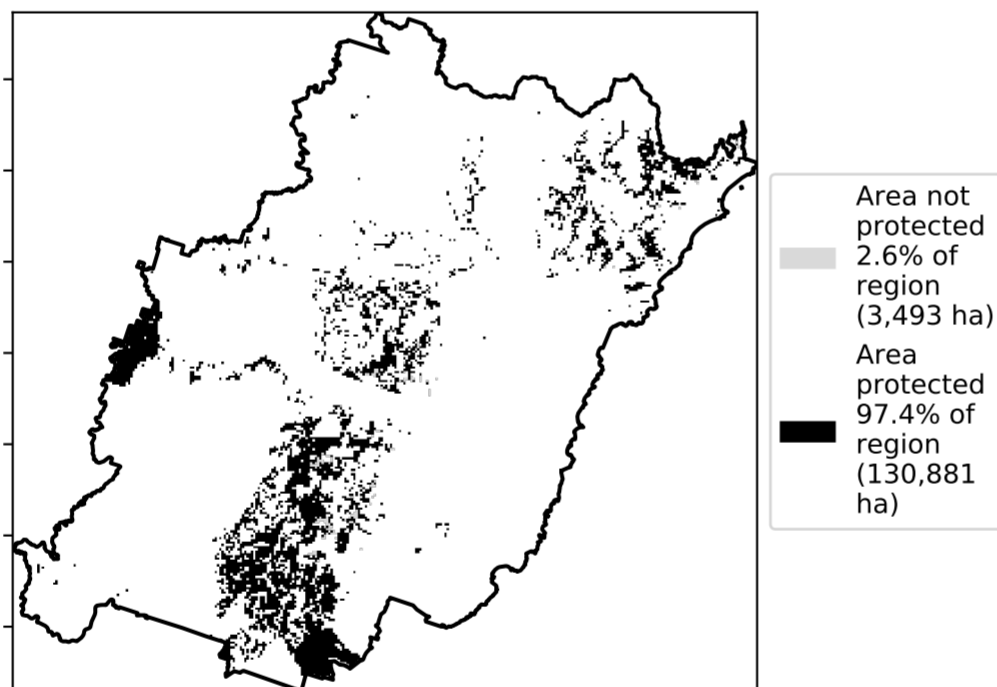 Area not
protected
2.6% of
region
(3,493 ha)
Area
protected
97.4% of
region
(130,881
ha)